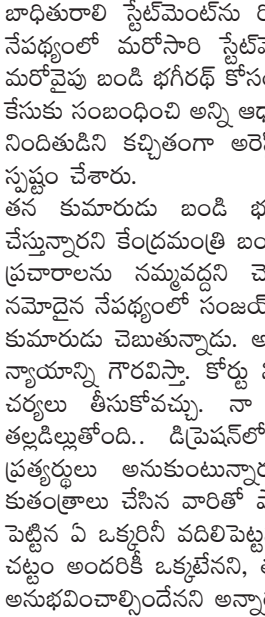 బాధితురాలి స్టేట్‌మెంట్‌ను రి
నేపథ్యంలో మరోసారి స్టేట్‌మె
మరోవైపు బండి భగీరథ్ కోసం
కేసుకు సంబంధించి అన్ని ఆధ
నిందితుడిని కచ్చితంగా అరె
స్పష్టం చేశారు.
తన కుమారుడు బండి భ
చేస్తున్నారని కేంద్రమంత్రి బం
ప్రచారాలను నమ్మవద్దని చె
నమోదైన నేపథ్యంలో సంజయ్
కుమారుడు చెబుతున్నాడు. అ
న్యాయాన్ని గౌరవిస్తా. కోర్టు
చర్యలు తీసుకోవచ్చు. నా
తల్లడిల్లుతోంది.. డిప్రెషన్‌లో
ప్రత్యర్థులు అనుకుంటున్నార
కుతంత్రాలు చేసిన వారితో
పెట్టిన ఏ ఒక్కరినీ వదిలిపెట్ట
చట్టం అందరికీ ఒక్కటేనని,
అనుభవించాల్సిందేనని అన్నా